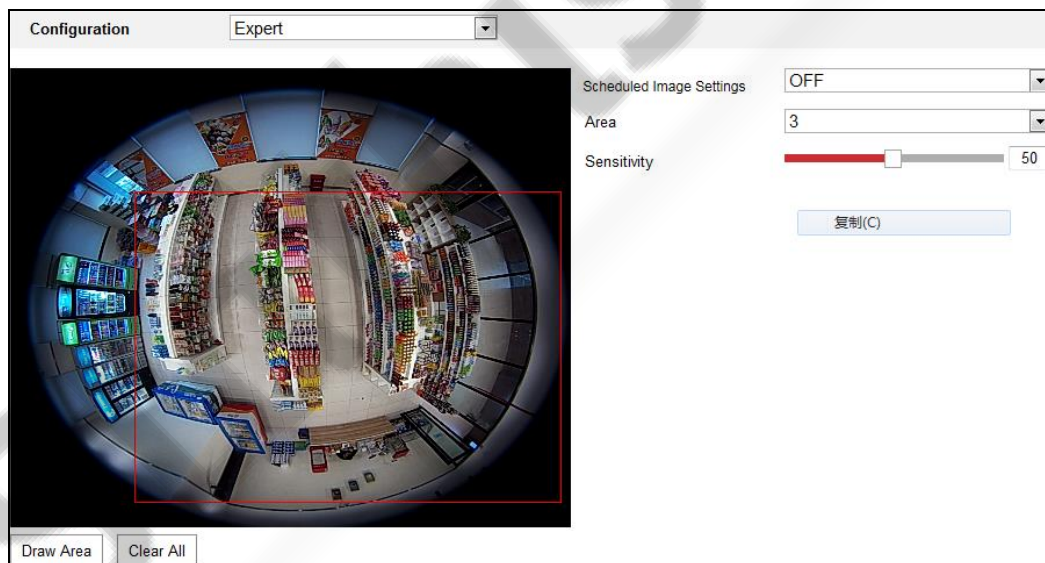 Configuration Expert
Scheduled Image Settings OFF
Area 3
Sensitivity 50
复制(C)
Draw Area Clear All